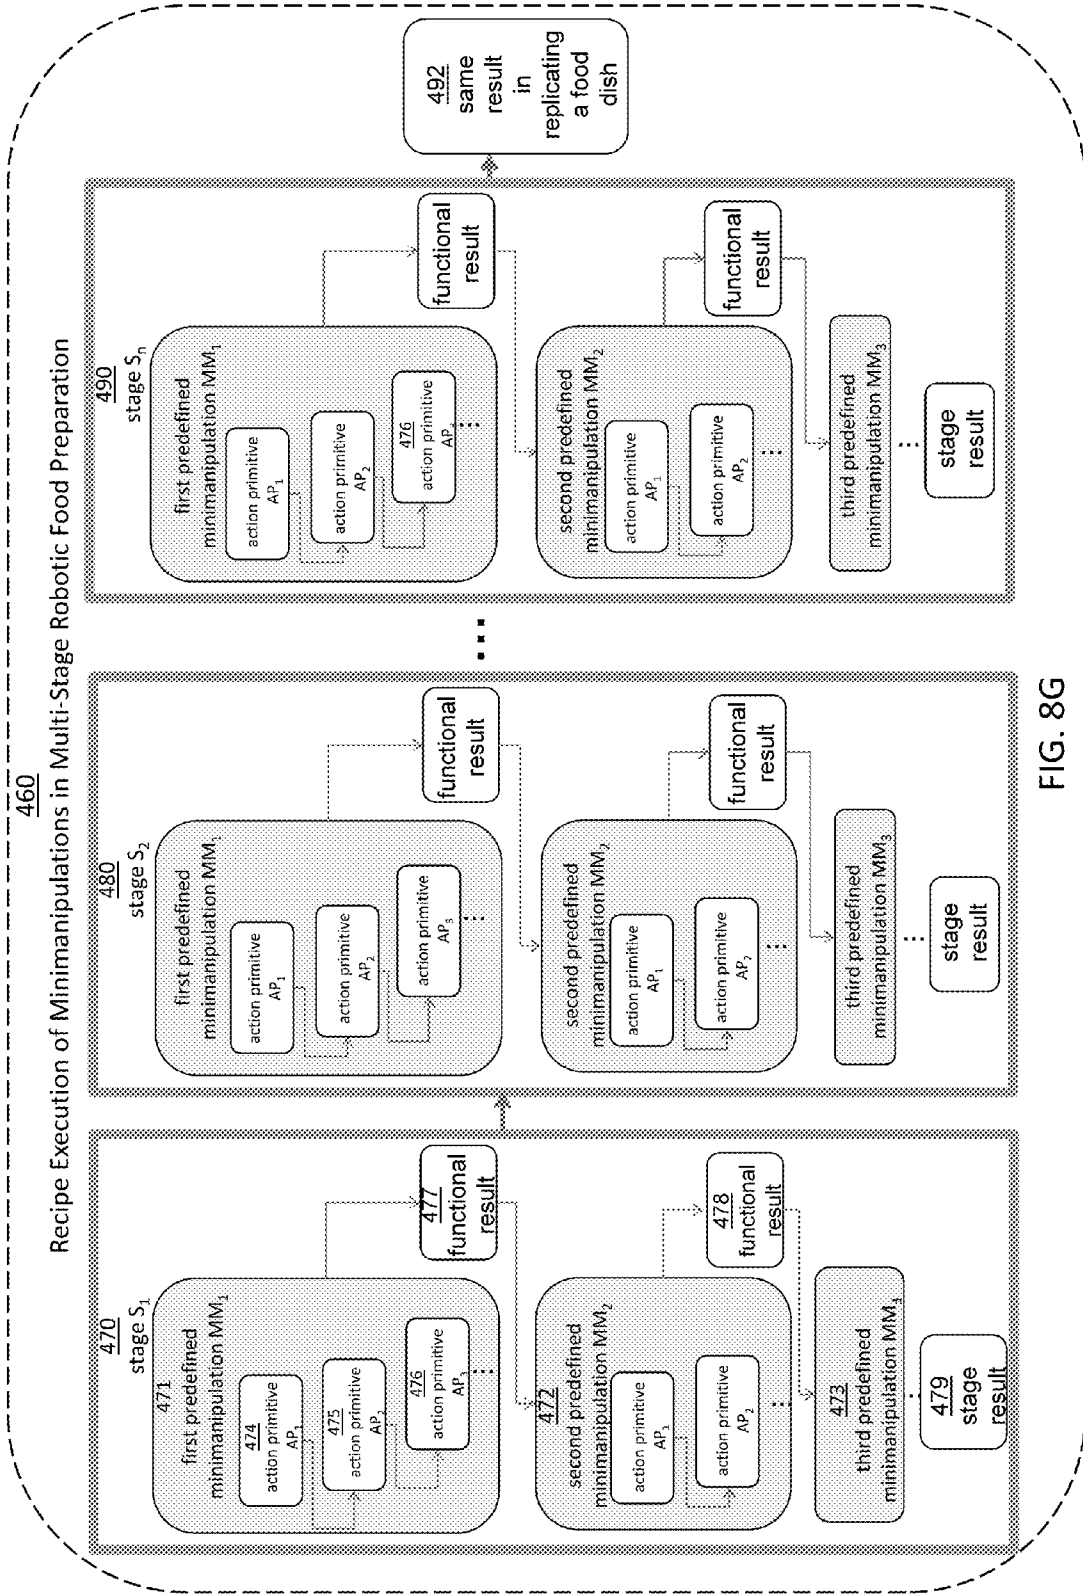 460
Recipe Execution of Minimanipulations in Multi-Stage Robotic Food Preparation
470
stage S1
471
first predefined
minimanipulation MM1
474
action primitive
AP1
475
action primitive
AP2
476
action primitive
AP3
...
477
functional
result
472
second predefined
minimanipulation MM2
action primitive
AP1
action primitive
AP2
...
478
functional
result
473
third predefined
minimanipulation MM3
...
479
stage
result
480
stage S2
first predefined
minimanipulation MM1
action primitive
AP1
action primitive
AP2
action primitive
AP3
...
functional
result
second predefined
minimanipulation MM2
action primitive
AP1
action primitive
AP2
...
functional
result
third predefined
minimanipulation MM3
...
stage
result
...
490
stage Sn
first predefined
minimanipulation MM1
action primitive
AP1
action primitive
AP2
476
action primitive
AP
...
functional
result
second predefined
minimanipulation MM2
action primitive
AP1
action primitive
AP2
...
functional
result
third predefined
minimanipulation MM3
...
stage
result
492
same
result
in
replicating
a food
dish
FIG. 8G